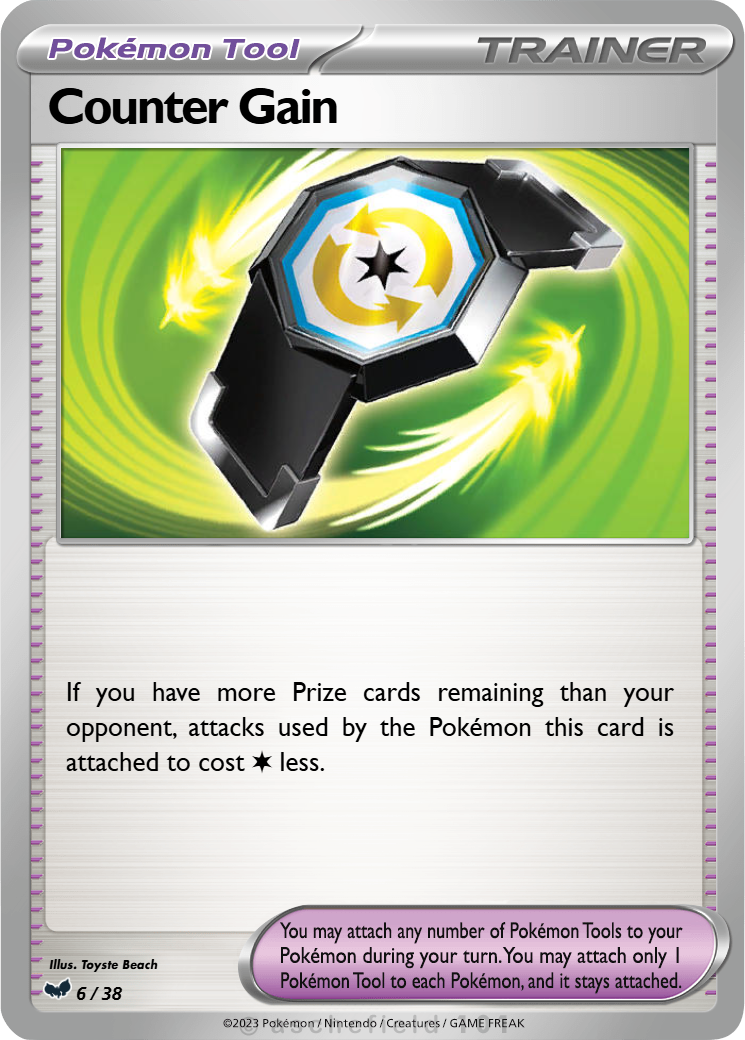 Pokémon Tool
TRAINER
Counter Gain
If you have more Prize cards remaining than your
opponent, attacks used by the Pokémon this card is
attached to cost ✶ less.
You may attach any number of Pokémon Tools to your
Pokémon during your turn. You may attach only 1
Pokémon Tool to each Pokémon, and it stays attached.
Illus. Toyste Beach
6 / 38
©2023 Pokémon / Nintendo / Creatures / GAME FREAK